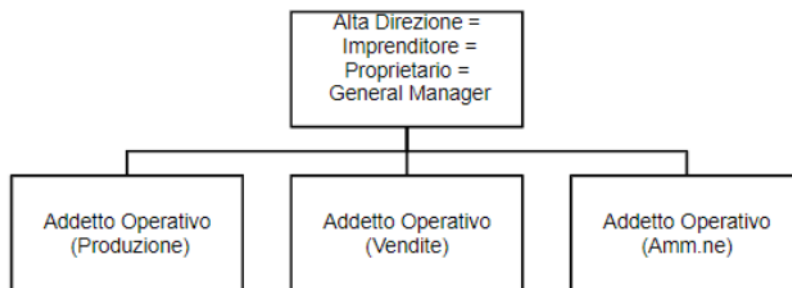 Alta Direzione =
Imprenditore =
Proprietario =
General Manager
Addetto Operativo
(Produzione)
Addetto Operativo
(Vendite)
Addetto Operativo
(Amm.ne)